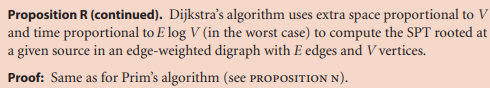 Proposition R (continued). Dijkstra's algorithm uses extra space proportional to V
and time proportional to E log V (in the worst case) to compute the SPT rooted at
a given source in an edge-weighted digraph with E edges and V vertices.
Proof: Same as for Prim's algorithm (see PROPOSITION N).